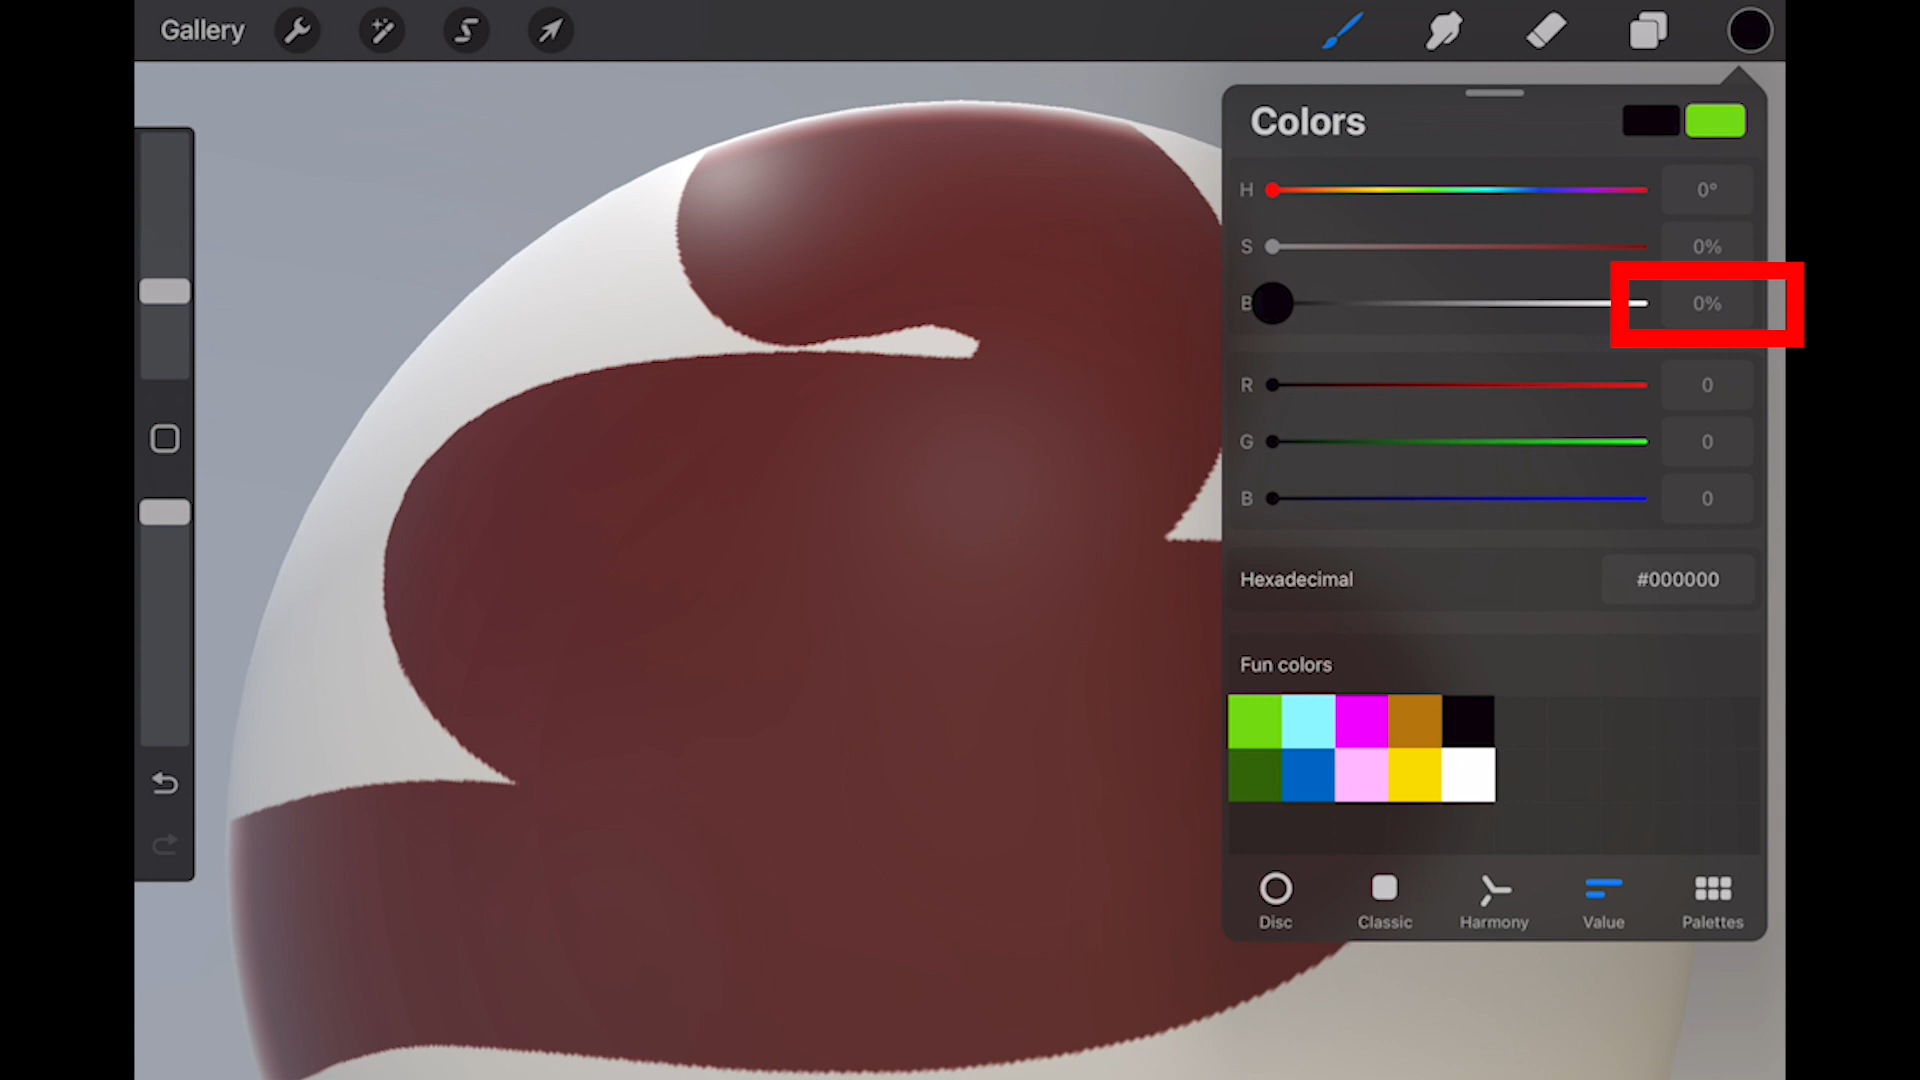 Gallery
Colors
H 0°
S 0%
B 0%
R 0
G 0
B 0
Hexadecimal #000000
Fun colors
Disc Classic Harmony Value Palettes